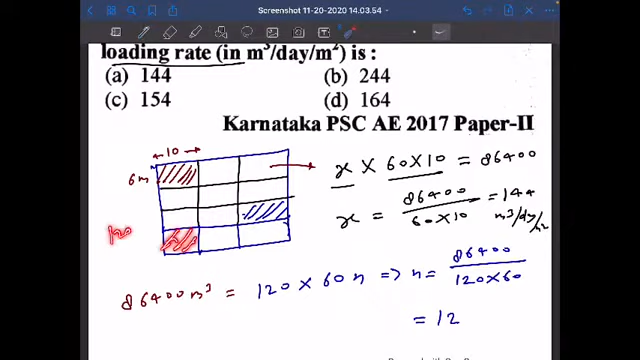 Screenshot 11-20-2020 14.03.54
loading rate (in m³/day/m²) is :
(a) 144 (b) 244
(c) 154 (d) 164
Karnataka PSC AE 2017 Paper-II
10
6m
x × 60×10 = 86400
x = 86400 / 60×10 = 144 m³/dy/m2
120
86400 m³ = 120 × 60 n ⇒ n = 86400 / 120×60
= 12